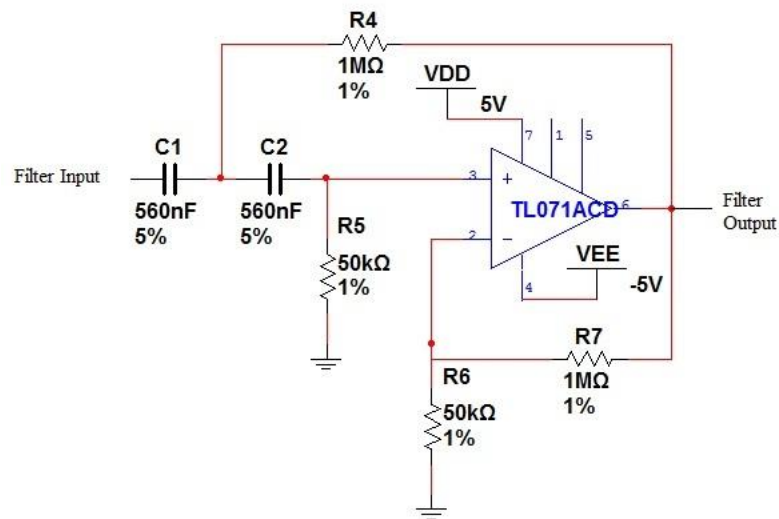 R4
1MΩ
1%
VDD
5V
7
1
5
C1
C2
Filter Input
3
+
TL071ACD
6
Filter
Output
560nF
5%
560nF
5%
R5
50kΩ
1%
2
−
VEE
4
-5V
R7
1MΩ
1%
R6
50kΩ
1%